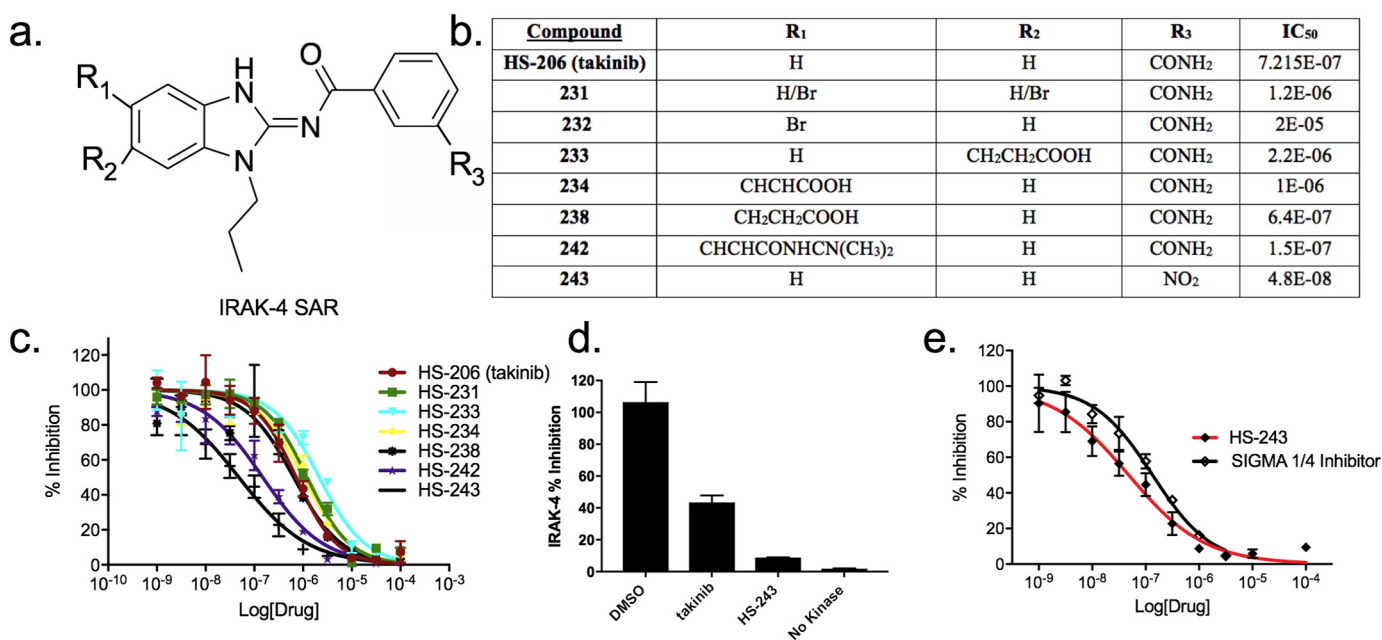 a.
R1
R2
H
N
N
N
O
R3
b.
Compound R1 R2 R3 IC50
HS-206 (takinib) H H CONH2 7.215E-07
231 H/Br H/Br CONH2 1.2E-06
232 Br H CONH2 2E-05
233 H CH2CH2COOH CONH2 2.2E-06
234 CHCHCOOH H CONH2 1E-06
238 CH2CH2COOH H CONH2 6.4E-07
242 CHCHCONHCN(CH3)2 H CONH2 1.5E-07
243 H H NO2 4.8E-08
IRAK-4 SAR
c.
% Inhibition
120
100
80
60
40
20
0
10-10 10-9 10-8 10-7 10-6 10-5 10-4 10-3
Log[Drug]
HS-206 (takinib)
HS-231
HS-233
HS-234
HS-238
HS-242
HS-243
d.
IRAK-4 % Inhibition
120
100
80
60
40
20
0
DMSO
takinib
HS-243
No Kinase
e.
% Inhibition
120
100
80
60
40
20
0
10-9 10-8 10-7 10-6 10-5 10-4
Log[Drug]
HS-243
SIGMA 1/4 Inhibitor